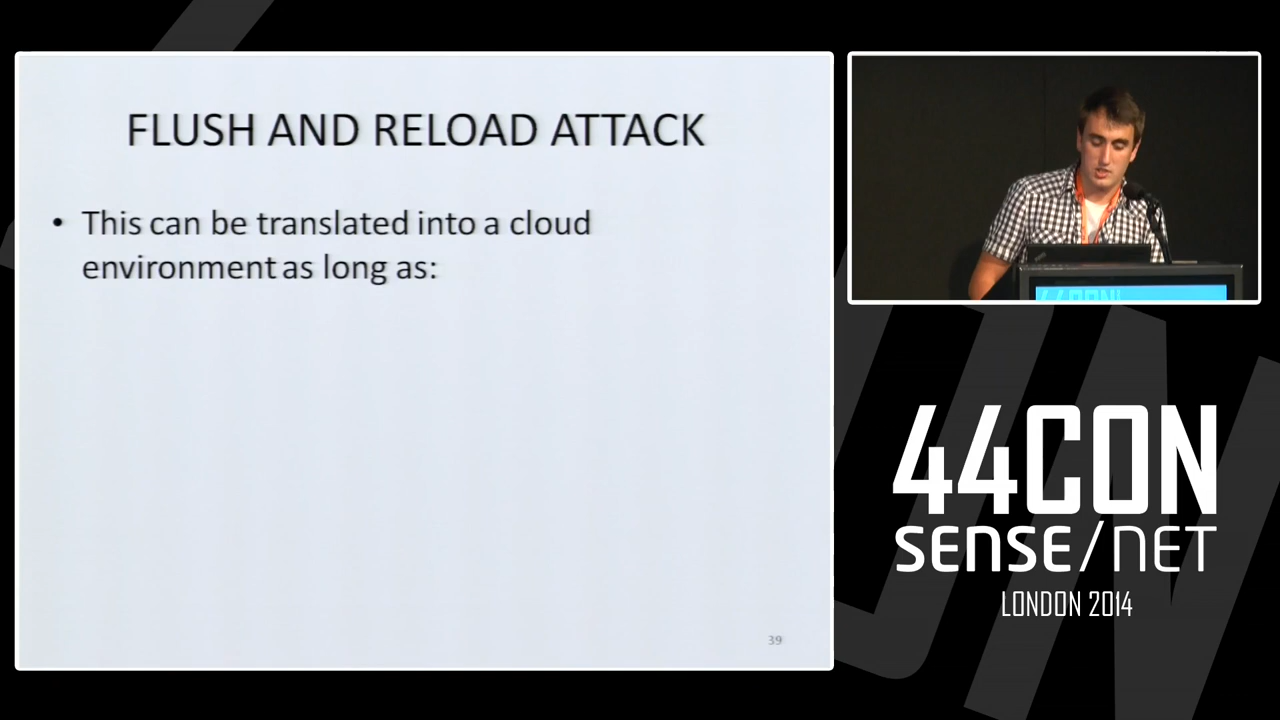 FLUSH AND RELOAD ATTACK
• This can be translated into a cloud
environment as long as:
39
44CON
44CON
SENSE/NET
LONDON 2014